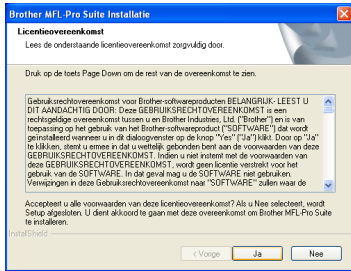 Brother MFL-Pro Suite Installatie
Licentieovereenkomst
Lees de onderstaande licentieovereenkomst zorgvuldig door.
Druk op de toets Page Down om de rest van de overeenkomst te zien.
Gebruiksrechtovereenkomst voor Brother-softwareproducten BELANGRIJK- LEEST U
DIT AANDACHTIG DOOR: Deze GEBRUIKSRECHTOVEREENKOMST is een
rechtsgeldige overeenkomst tussen u en Brother Industries, Ltd. ("Brother") en is van
toepassing op het gebruik van het Brother-softwareproduct ("SOFTWARE") dat wordt
geïnstalleerd wanneer u in dit dialoogvenster op de knop "Yes" ("Ja") klikt. Door op "Ja"
te klikken, stemt u ermee in dat u wettelijk gebonden bent aan de voorwaarden van deze
GEBRUIKSRECHTOVEREENKOMST. Indien u niet instemt met de voorwaarden van
deze GEBRUIKSRECHTOVEREENKOMST, wordt geen licentie verstrekt voor het
gebruik van de SOFTWARE. In dat geval mag u de SOFTWARE niet gebruiken.
Verwijzingen in deze Gebruiksrechtovereenkomst naar "SOFTWARE" zullen waar de
Accepteert u alle voorwaarden van deze licentieovereenkomst? Als u Nee selecteert, wordt
Setup afgesloten. U dient akkoord te gaan met deze overeenkomst om Brother MFL-Pro Suite
te installeren.
InstallShield
< Vorige
Ja
Nee